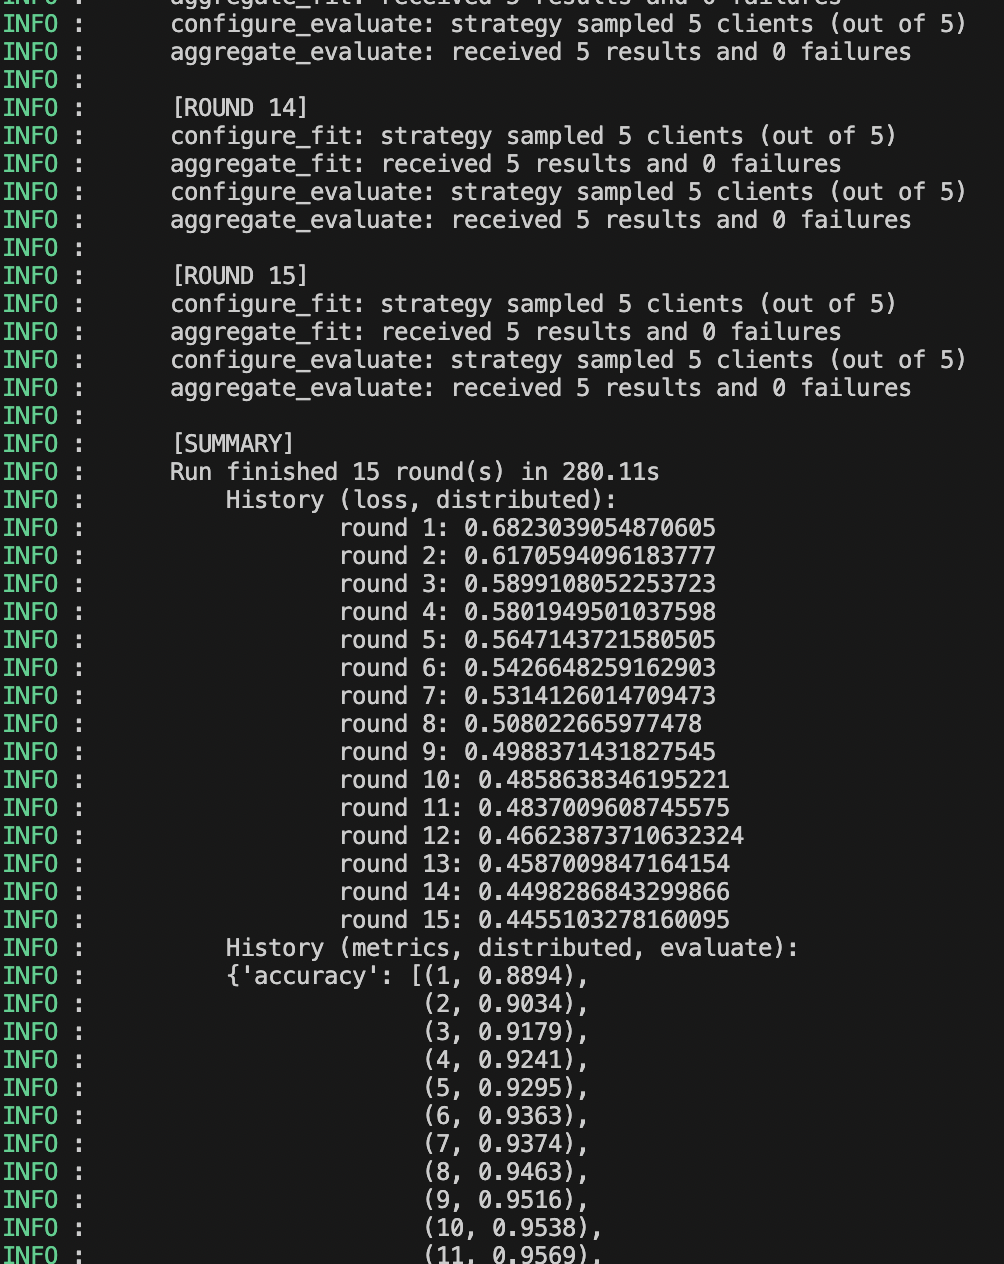 INFO : aggregate_fit: received 5 results and 0 failures
INFO : configure_evaluate: strategy sampled 5 clients (out of 5)
INFO : aggregate_evaluate: received 5 results and 0 failures
INFO :
INFO : [ROUND 14]
INFO : configure_fit: strategy sampled 5 clients (out of 5)
INFO : aggregate_fit: received 5 results and 0 failures
INFO : configure_evaluate: strategy sampled 5 clients (out of 5)
INFO : aggregate_evaluate: received 5 results and 0 failures
INFO :
INFO : [ROUND 15]
INFO : configure_fit: strategy sampled 5 clients (out of 5)
INFO : aggregate_fit: received 5 results and 0 failures
INFO : configure_evaluate: strategy sampled 5 clients (out of 5)
INFO : aggregate_evaluate: received 5 results and 0 failures
INFO :
INFO : [SUMMARY]
INFO : Run finished 15 round(s) in 280.11s
INFO : History (loss, distributed):
INFO : round 1: 0.6823039054870605
INFO : round 2: 0.6170594096183777
INFO : round 3: 0.5899108052253723
INFO : round 4: 0.5801949501037598
INFO : round 5: 0.5647143721580505
INFO : round 6: 0.5426648259162903
INFO : round 7: 0.5314126014709473
INFO : round 8: 0.508022665977478
INFO : round 9: 0.4988371431827545
INFO : round 10: 0.4858638346195221
INFO : round 11: 0.4837009608745575
INFO : round 12: 0.46623873710632324
INFO : round 13: 0.4587009847164154
INFO : round 14: 0.4498286843299866
INFO : round 15: 0.4455103278160095
INFO : History (metrics, distributed, evaluate):
INFO : {'accuracy': [(1, 0.8894),
INFO : (2, 0.9034),
INFO : (3, 0.9179),
INFO : (4, 0.9241),
INFO : (5, 0.9295),
INFO : (6, 0.9363),
INFO : (7, 0.9374),
INFO : (8, 0.9463),
INFO : (9, 0.9516),
INFO : (10, 0.9538),
INFO : (11, 0.9569),